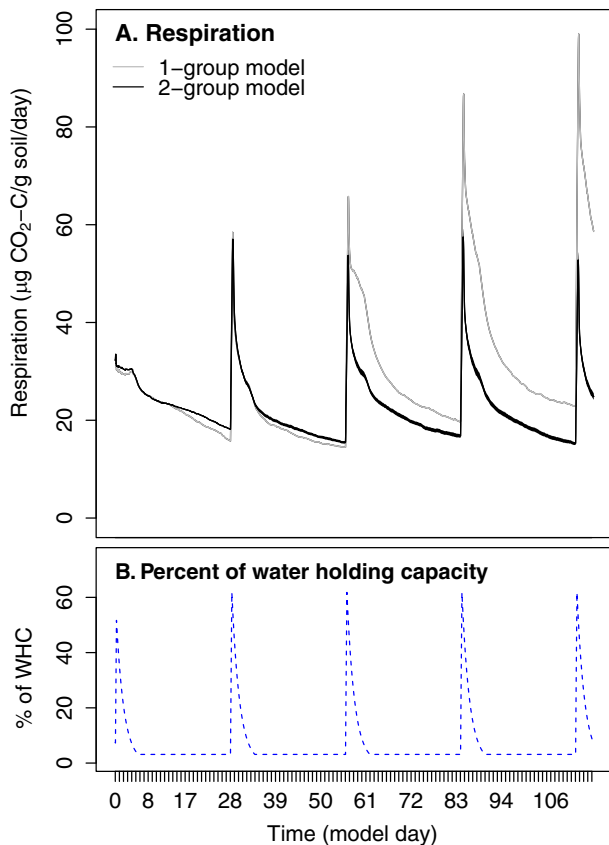 A. Respiration
1−group model
2−group model
Respiration (µg CO₂−C/g soil/day)
100
80
60
40
20
0
B. Percent of water holding capacity
% of WHC
60
40
20
0
0 8 17 28 39 50 61 72 83 94 106
Time (model day)